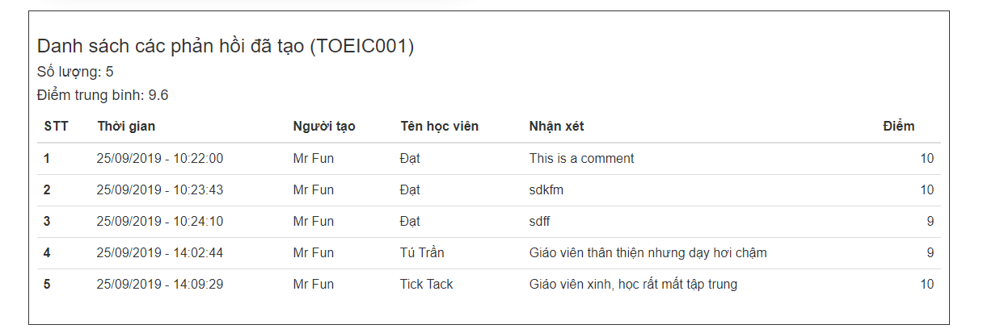 Danh sách các phản hồi đã tạo (TOEIC001)
Số lượng: 5
Điểm trung bình: 9.6
STT Thời gian Người tạo Tên học viên Nhận xét Điểm
1 25/09/2019 - 10:22:00 Mr Fun Đạt This is a comment 10
2 25/09/2019 - 10:23:43 Mr Fun Đạt sdkfm 10
3 25/09/2019 - 10:24:10 Mr Fun Đạt sdff 9
4 25/09/2019 - 14:02:44 Mr Fun Tú Trần Giáo viên thân thiện nhưng dạy hơi chậm 9
5 25/09/2019 - 14:09:29 Mr Fun Tick Tack Giáo viên xinh, học rất mất tập trung 10